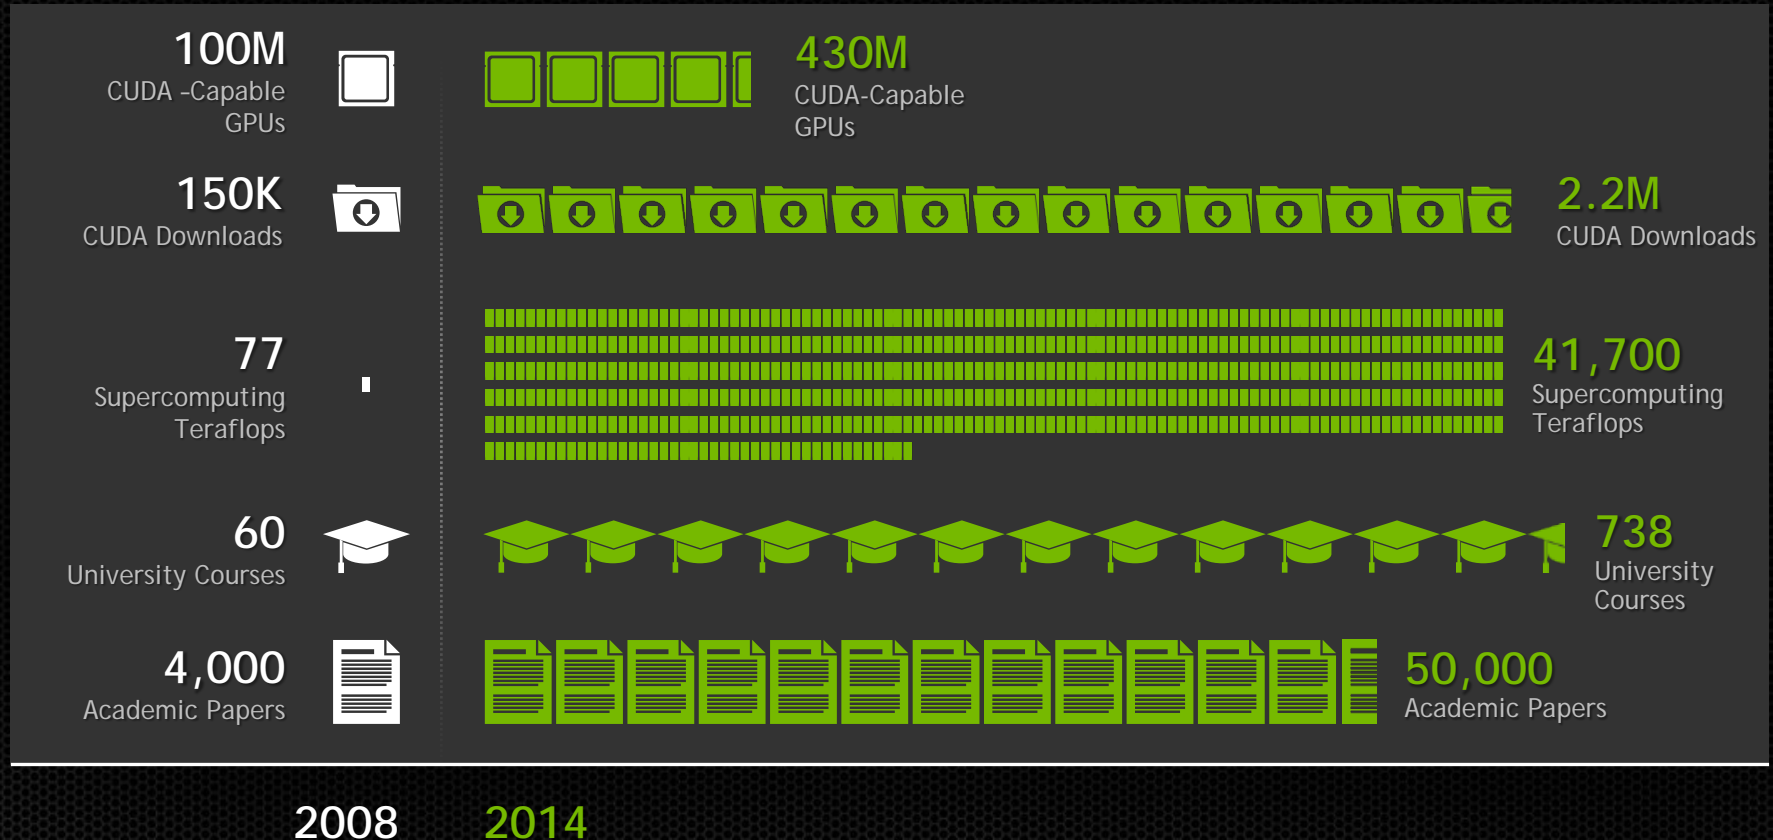 100M
CUDA -Capable
GPUs
430M
CUDA-Capable
GPUs
150K
CUDA Downloads
2.2M
CUDA Downloads
77
Supercomputing
Teraflops
41,700
Supercomputing
Teraflops
60
University Courses
738
University
Courses
4,000
Academic Papers
50,000
Academic Papers
2008
2014